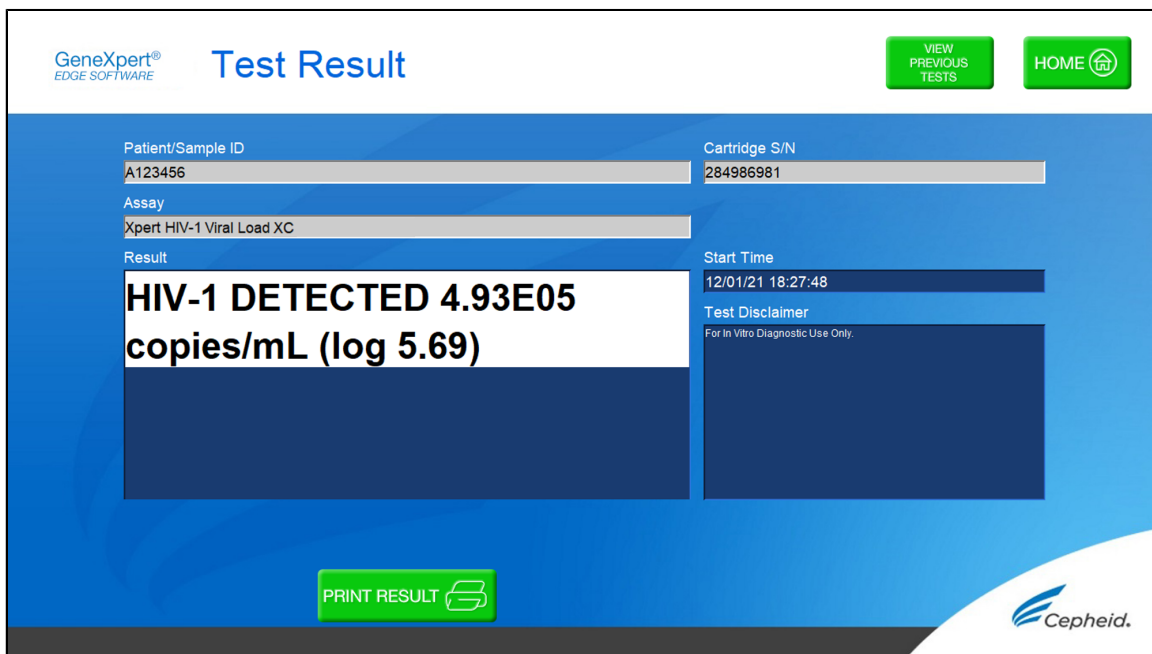 GeneXpert®
EDGE SOFTWARE
Test Result
VIEW
PREVIOUS
TESTS
HOME
Patient/Sample ID
A123456
Cartridge S/N
284986981
Assay
Xpert HIV-1 Viral Load XC
Result
HIV-1 DETECTED 4.93E05
copies/mL (log 5.69)
Start Time
12/01/21 18:27:48
Test Disclaimer
For In Vitro Diagnostic Use Only.
PRINT RESULT
Cepheid.